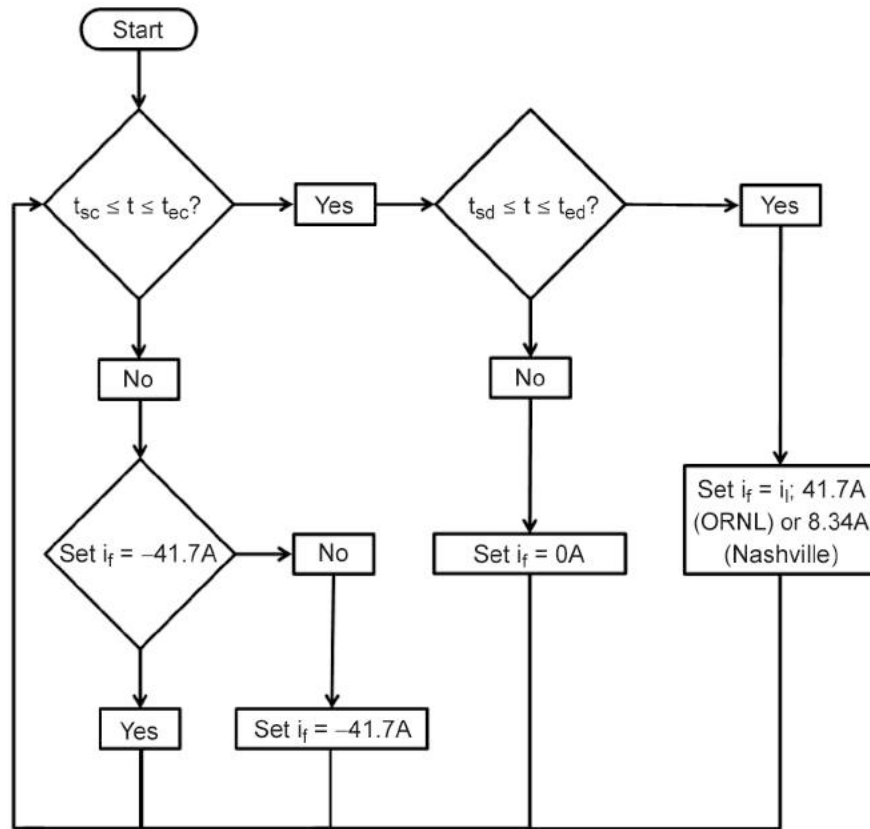 Start
t_sc ≤ t ≤ t_ec?
Yes
t_sd ≤ t ≤ t_ed?
Yes
No
No
Set i_f = −41.7A
No
Set i_f = 0A
Set i_f = i_l; 41.7A
(ORNL) or 8.34A
(Nashville)
Yes
Set i_f = −41.7A